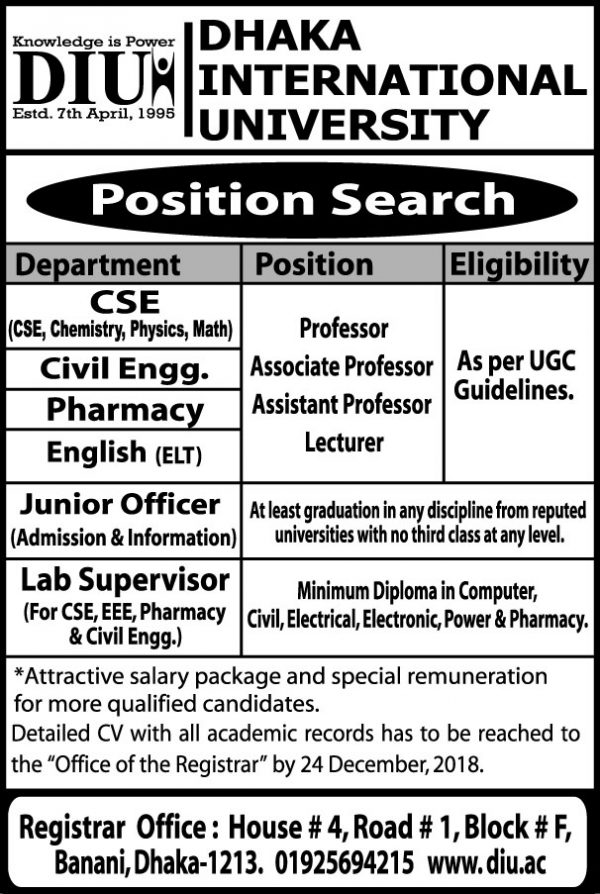 Knowledge is Power
DIU
Estd. 7th April, 1995
DHAKA
INTERNATIONAL
UNIVERSITY
Position Search
Department Position Eligibility
CSE
(CSE, Chemistry, Physics, Math)
Civil Engg.
Pharmacy
English (ELT)
Professor
Associate Professor
Assistant Professor
Lecturer
As per UGC
Guidelines.
Junior Officer
(Admission & Information)
At least graduation in any discipline from reputed
universities with no third class at any level.
Lab Supervisor
(For CSE, EEE, Pharmacy
& Civil Engg.)
Minimum Diploma in Computer,
Civil, Electrical, Electronic, Power & Pharmacy.
*Attractive salary package and special remuneration
for more qualified candidates.
Detailed CV with all academic records has to be reached to
the “Office of the Registrar” by 24 December, 2018.
Registrar Office : House # 4, Road # 1, Block # F,
Banani, Dhaka-1213. 01925694215 www.diu.ac